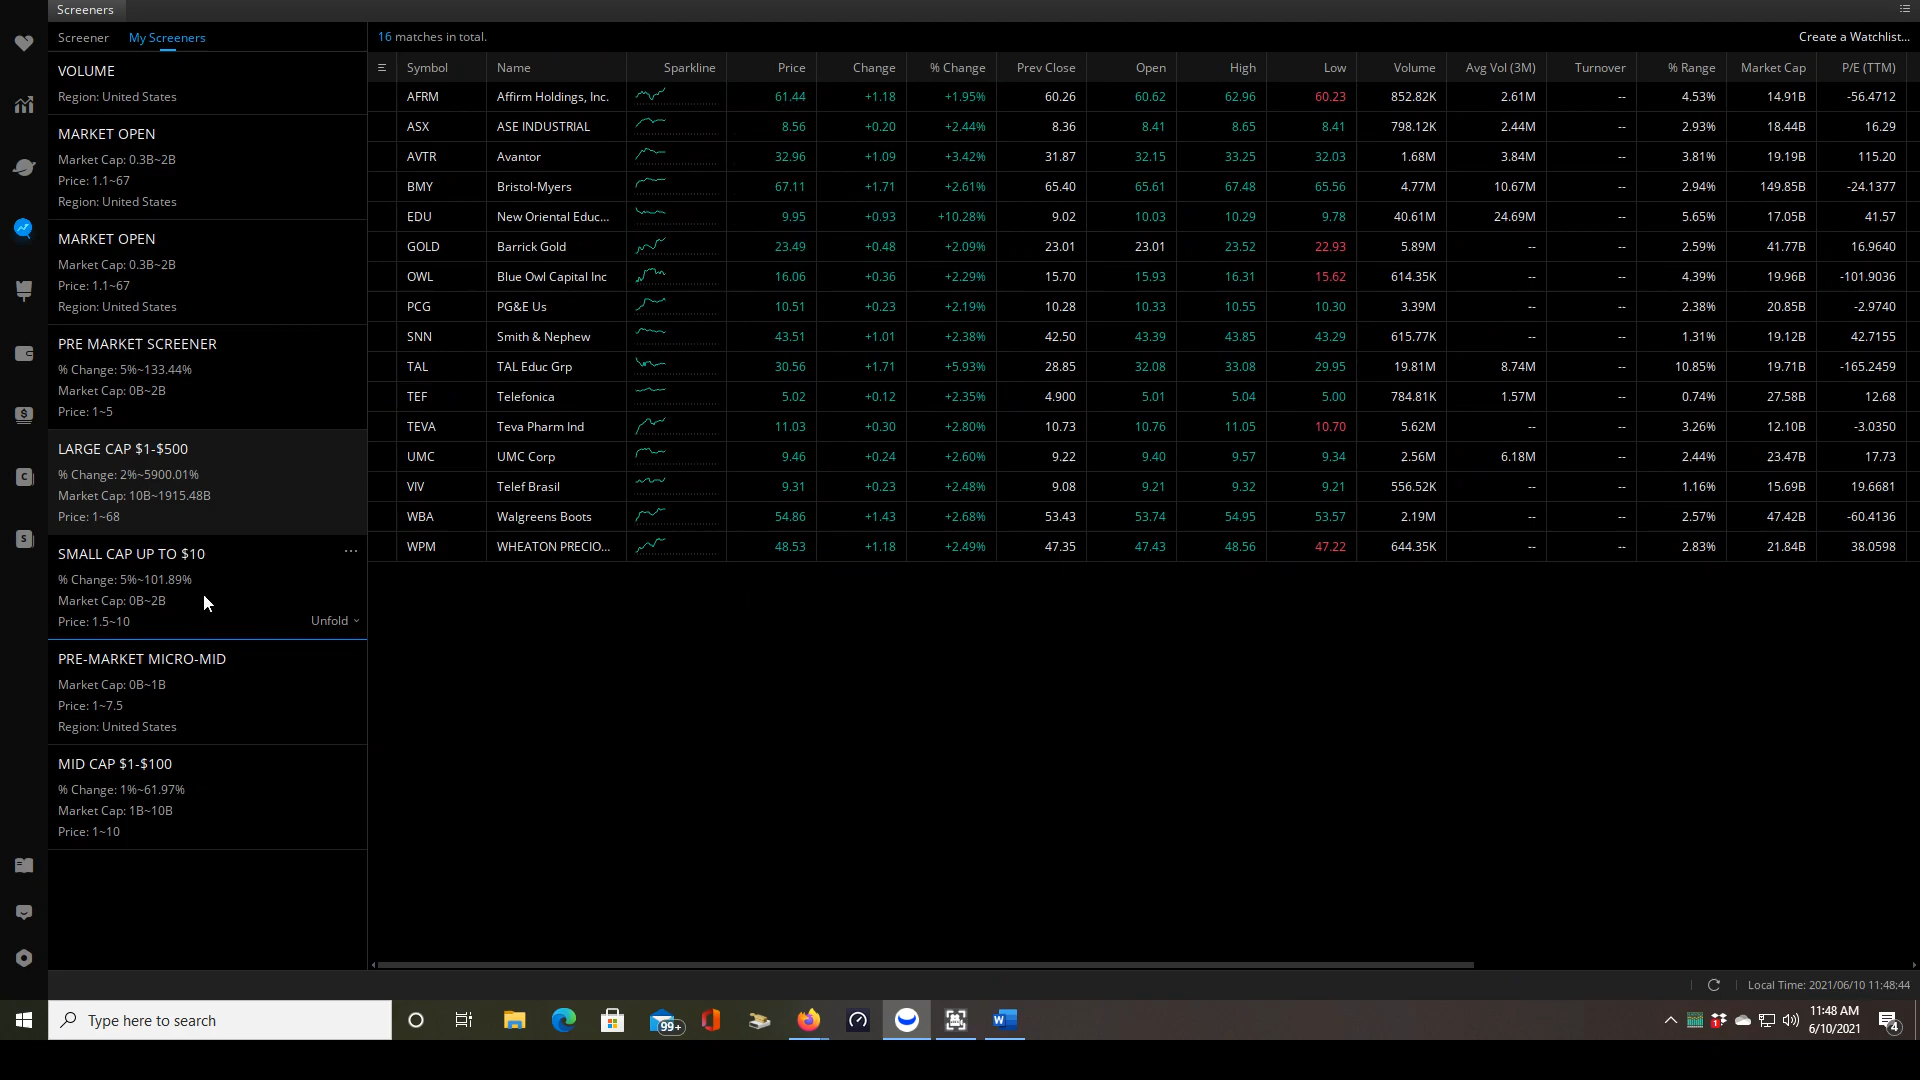 Screeners
Screener My Screeners
VOLUME
Region: United States
MARKET OPEN
Market Cap: 0.3B~2B
Price: 1.1~67
Region: United States
MARKET OPEN
Market Cap: 0.3B~2B
Price: 1.1~67
Region: United States
PRE MARKET SCREENER
% Change: 5%~133.44%
Market Cap: 0B~2B
Price: 1~5
LARGE CAP $1-$500
% Change: 2%~5900.01%
Market Cap: 10B~1915.48B
Price: 1~68
SMALL CAP UP TO $10 ...
% Change: 5%~101.89%
Market Cap: 0B~2B
Price: 1.5~10 Unfold
PRE-MARKET MICRO-MID
Market Cap: 0B~1B
Price: 1~7.5
Region: United States
MID CAP $1-$100
% Change: 1%~61.97%
Market Cap: 1B~10B
Price: 1~10
16 matches in total. Create a Watchlist...
Symbol Name Sparkline Price Change % Change Prev Close Open High Low Volume Avg Vol (3M) Turnover % Range Market Cap P/E (TTM)
AFRM Affirm Holdings, Inc. 61.44 +1.18 +1.95% 60.26 60.62 62.96 60.23 852.82K 2.61M -- 4.53% 14.91B -56.4712
ASX ASE INDUSTRIAL 8.56 +0.20 +2.44% 8.36 8.41 8.65 8.41 798.12K 2.44M -- 2.93% 18.44B 16.29
AVTR Avantor 32.96 +1.09 +3.42% 31.87 32.15 33.25 32.03 1.68M 3.84M -- 3.81% 19.19B 115.20
BMY Bristol-Myers 67.11 +1.71 +2.61% 65.40 65.61 67.48 65.56 4.77M 10.67M -- 2.94% 149.85B -24.1377
EDU New Oriental Educ... 9.95 +0.93 +10.28% 9.02 10.03 10.29 9.78 40.61M 24.69M -- 5.65% 17.05B 41.57
GOLD Barrick Gold 23.49 +0.48 +2.09% 23.01 23.01 23.52 22.93 5.89M -- -- 2.59% 41.77B 16.9640
OWL Blue Owl Capital Inc 16.06 +0.36 +2.29% 15.70 15.93 16.31 15.62 614.35K -- -- 4.39% 19.96B -101.9036
PCG PG&E Us 10.51 +0.23 +2.19% 10.28 10.33 10.55 10.30 3.39M -- -- 2.38% 20.85B -2.9740
SNN Smith & Nephew 43.51 +1.01 +2.38% 42.50 43.39 43.85 43.29 615.77K -- -- 1.31% 19.12B 42.7155
TAL TAL Educ Grp 30.56 +1.71 +5.93% 28.85 32.08 33.08 29.95 19.81M 8.74M -- 10.85% 19.71B -165.2459
TEF Telefonica 5.02 +0.12 +2.35% 4.900 5.01 5.04 5.00 784.81K 1.57M -- 0.74% 27.58B 12.68
TEVA Teva Pharm Ind 11.03 +0.30 +2.80% 10.73 10.76 11.05 10.70 5.62M -- -- 3.26% 12.10B -3.0350
UMC UMC Corp 9.46 +0.24 +2.60% 9.22 9.40 9.57 9.34 2.56M 6.18M -- 2.44% 23.47B 17.73
VIV Telef Brasil 9.31 +0.23 +2.48% 9.08 9.21 9.32 9.21 556.52K -- -- 1.16% 15.69B 19.6681
WBA Walgreens Boots 54.86 +1.43 +2.68% 53.43 53.74 54.95 53.57 2.19M -- -- 2.57% 47.42B -60.4136
WPM WHEATON PRECIO... 48.53 +1.18 +2.49% 47.35 47.43 48.56 47.22 644.35K -- -- 2.83% 21.84B 38.0598
Local Time: 2021/06/10 11:48:44
Type here to search 99+ 1 11:48 AM
6/10/2021 4